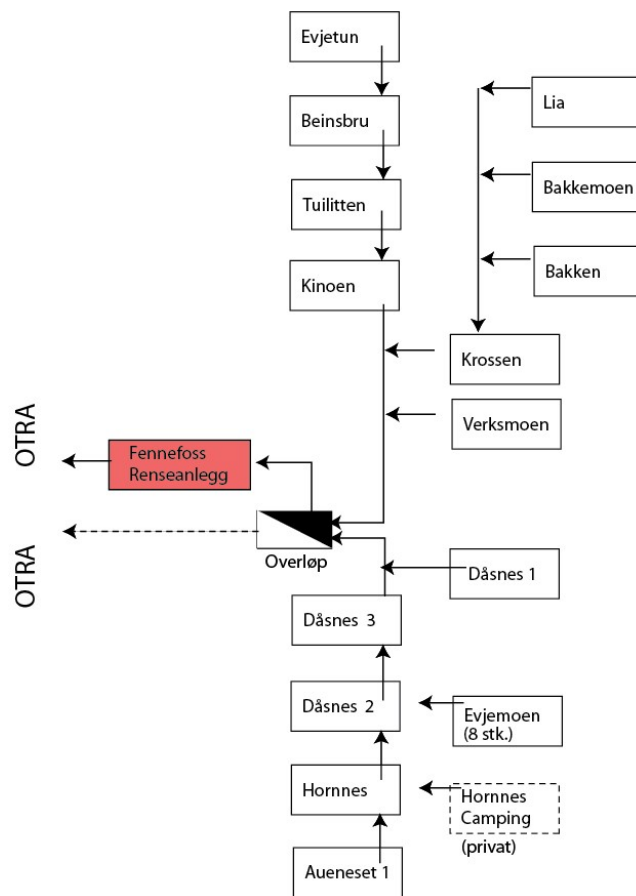 Evjetun
Lia
Beinsbru
Bakkemoen
Tuilitten
Bakken
Kinoen
Krossen
Verksmoen
OTRA
Fennefoss
Renseanlegg
OTRA
Overløp
Dåsnes 1
Dåsnes 3
Dåsnes 2
Evjemoen
(8 stk.)
Hornnes
Hornnes
Camping
(privat)
Aueneset 1